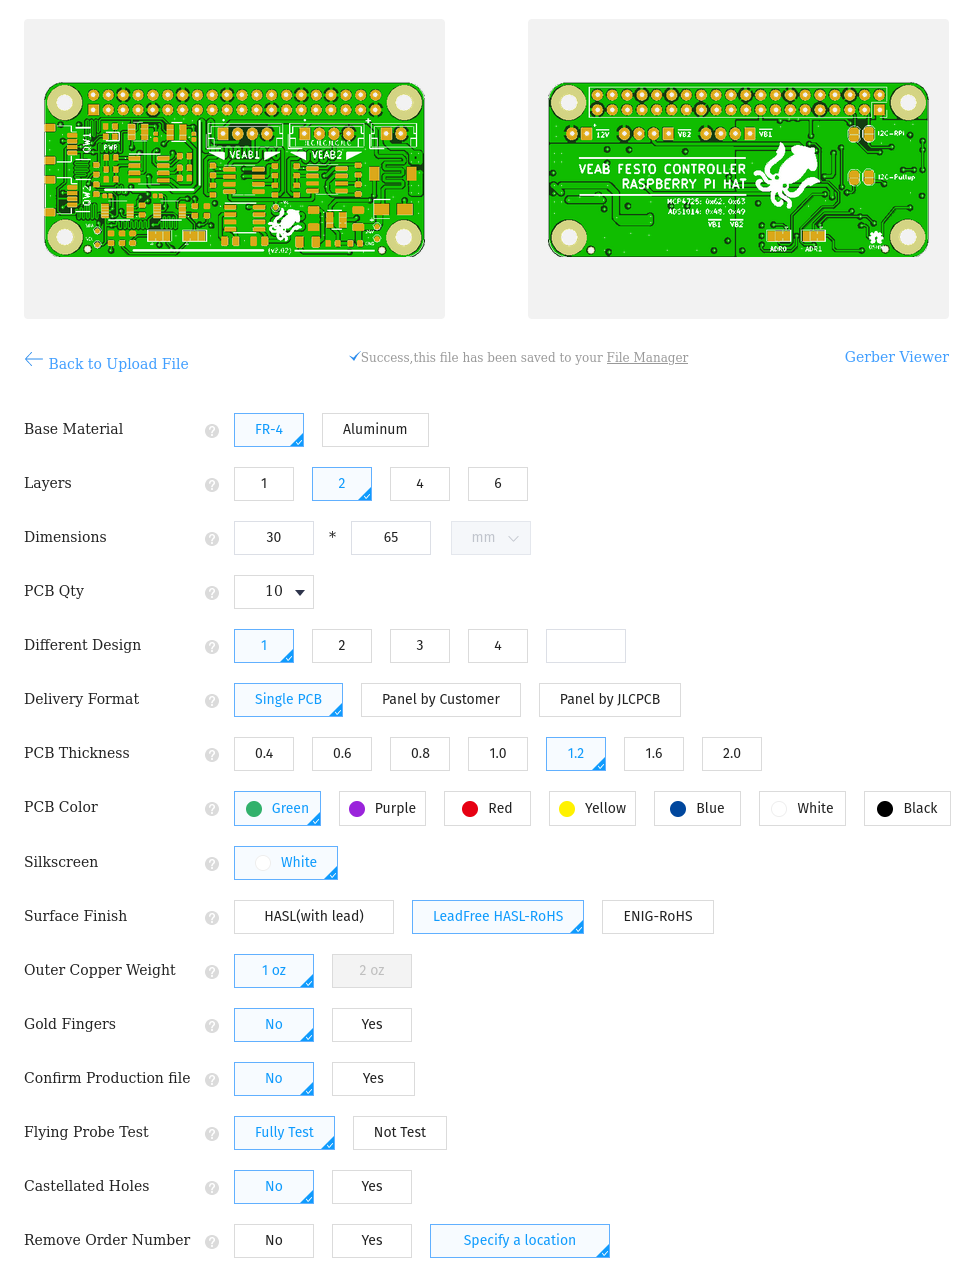 QW1
PWR
VEAB1
VEAB2
QW2
(v2.02)
12V
VB2
VB1
I2C-RPi
VEAB FESTO CONTROLLER
RASPBERRY PI HAT
I2C-Pullup
MCP4725: 0x62, 0x63
ADS1014: 0x48, 0x49
VB1 VB2
ADR0
ADR1
Back to Upload File
Success,this file has been saved to your File Manager
Gerber Viewer
Base Material ? FR-4 Aluminum
Layers ? 1 2 4 6
Dimensions ? 30 * 65 mm
PCB Qty ? 10
Different Design ? 1 2 3 4
Delivery Format ? Single PCB Panel by Customer Panel by JLCPCB
PCB Thickness ? 0.4 0.6 0.8 1.0 1.2 1.6 2.0
PCB Color ? Green Purple Red Yellow Blue White Black
Silkscreen ? White
Surface Finish ? HASL(with lead) LeadFree HASL-RoHS ENIG-RoHS
Outer Copper Weight ? 1 oz 2 oz
Gold Fingers ? No Yes
Confirm Production file ? No Yes
Flying Probe Test ? Fully Test Not Test
Castellated Holes ? No Yes
Remove Order Number ? No Yes Specify a location